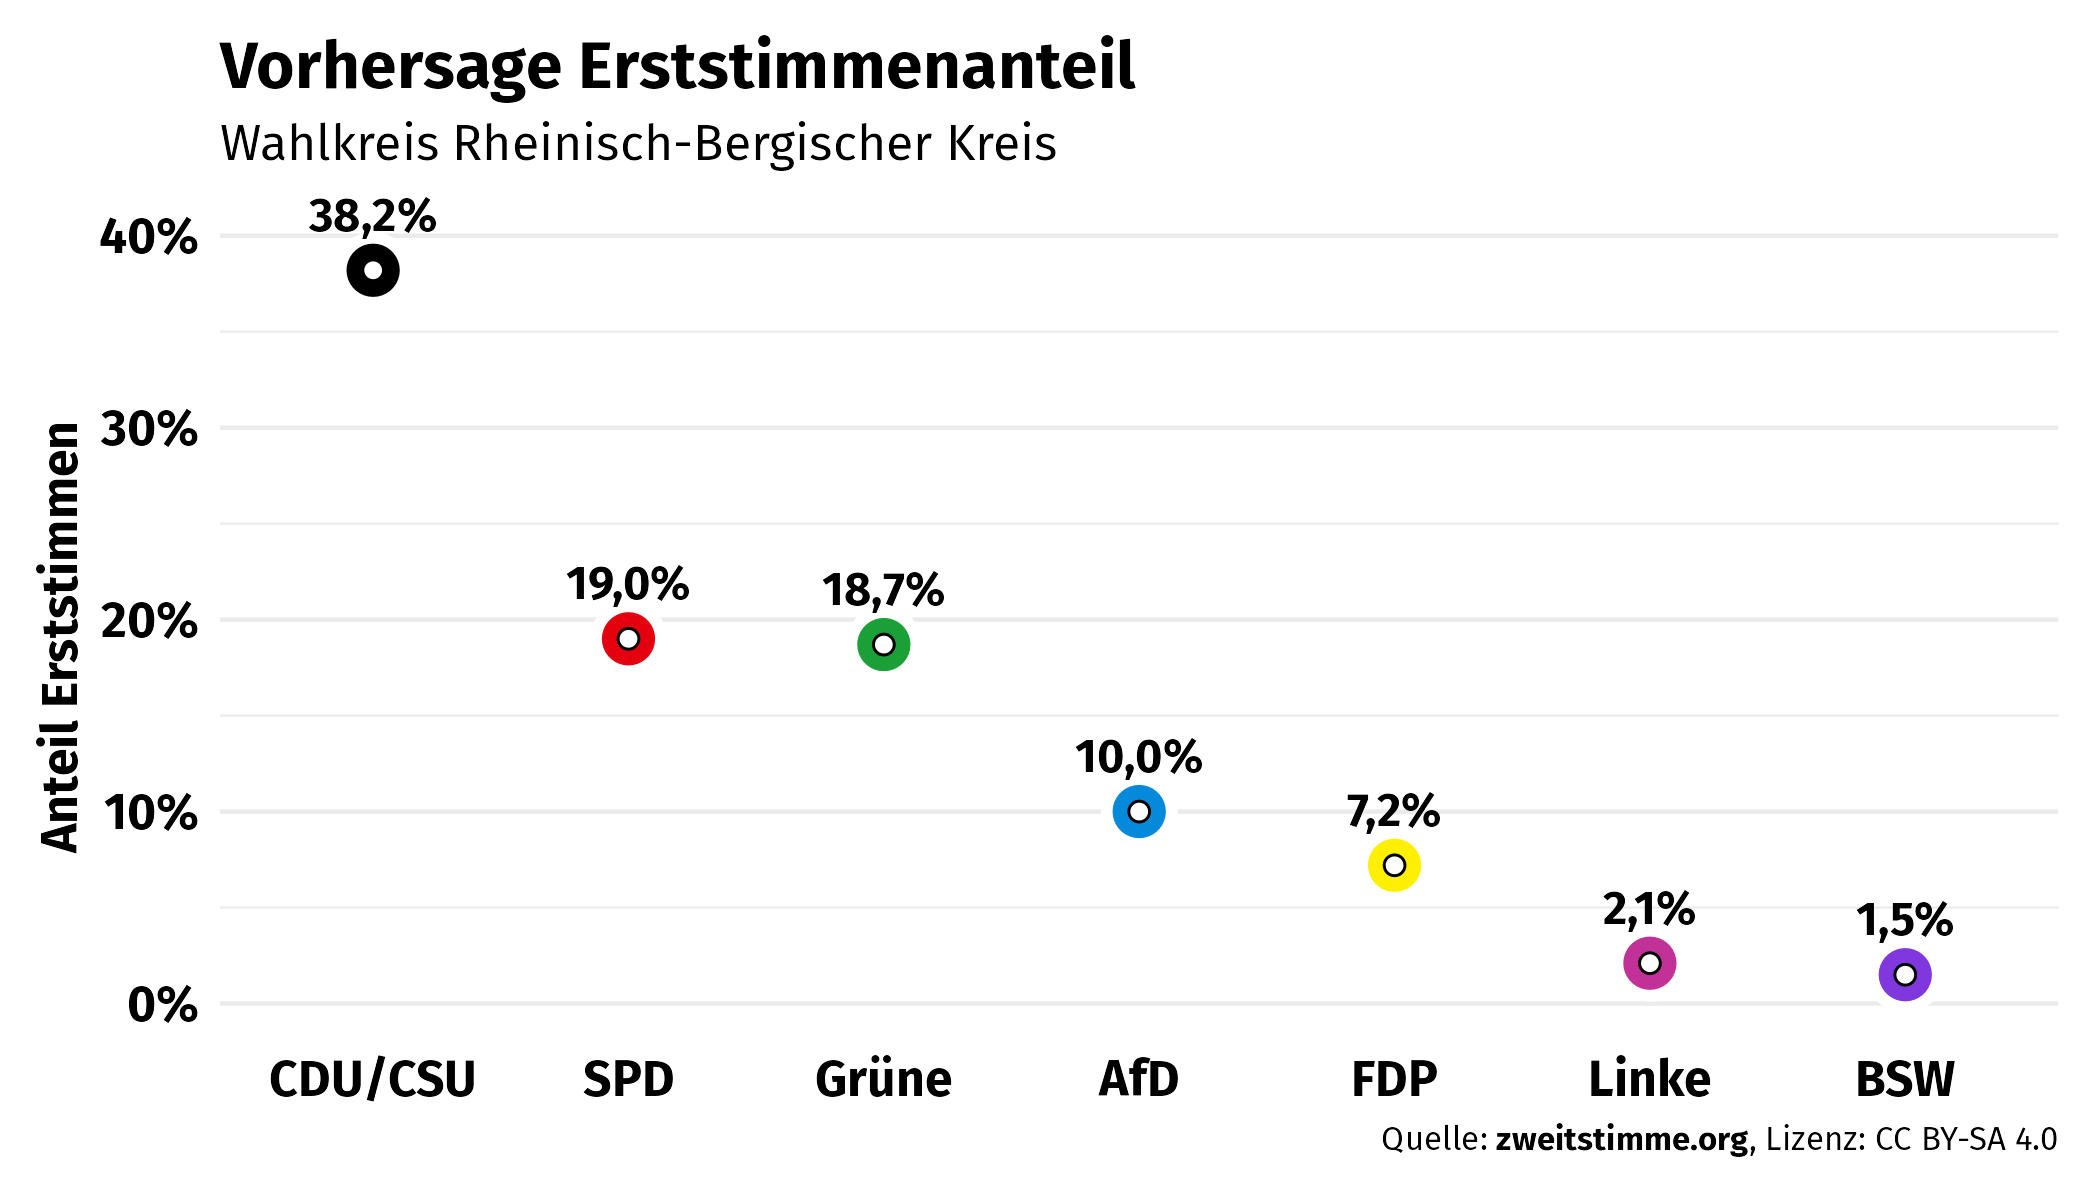 Vorhersage Erststimmenanteil
Wahlkreis Rheinisch-Bergischer Kreis
Anteil Erststimmen
40%
30%
20%
10%
0%
38,2%
19,0%
18,7%
10,0%
7,2%
2,1%
1,5%
CDU/CSU SPD Grüne AfD FDP Linke BSW
Quelle: zweitstimme.org, Lizenz: CC BY-SA 4.0